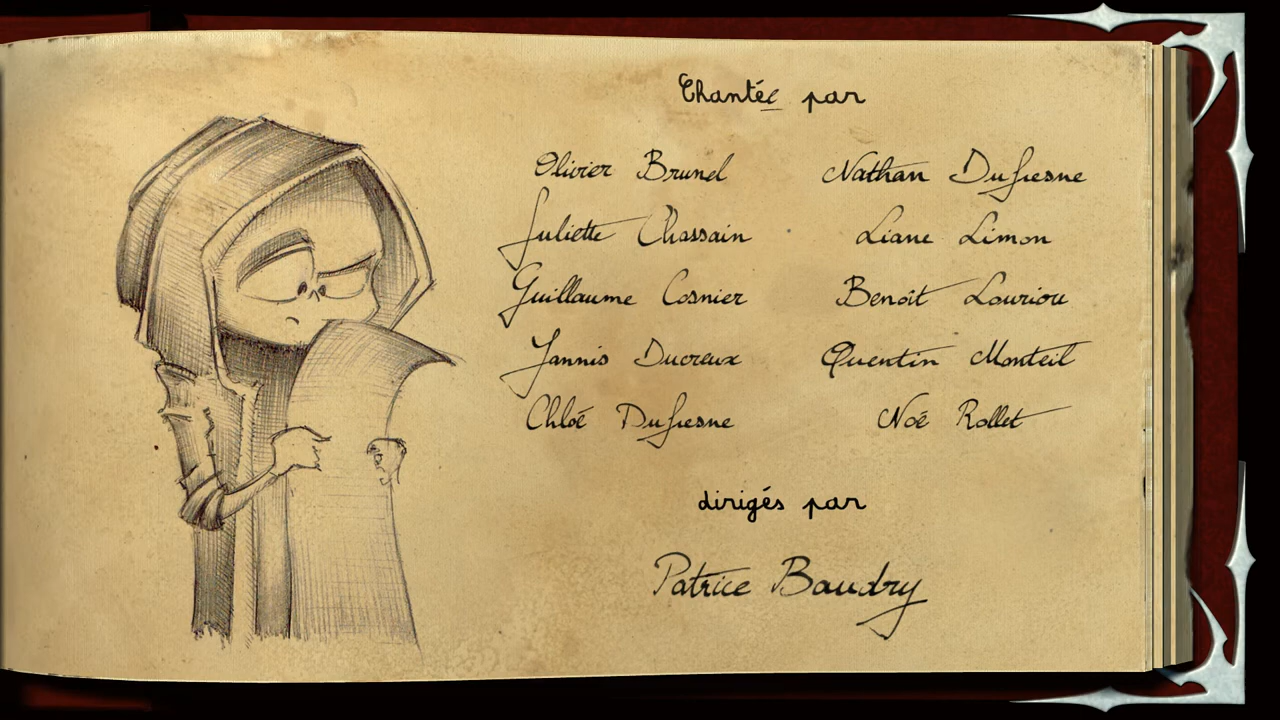 Chantée par
Olivier Brunel
Nathan Dufresne
Juliette Chassain
Liane Limon
Guillaume Cosnier
Benoît Louriou
Yannis Ducreux
Quentin Monteil
Chloé Dufresne
Noé Rollet
dirigés par
Patrice Baudry